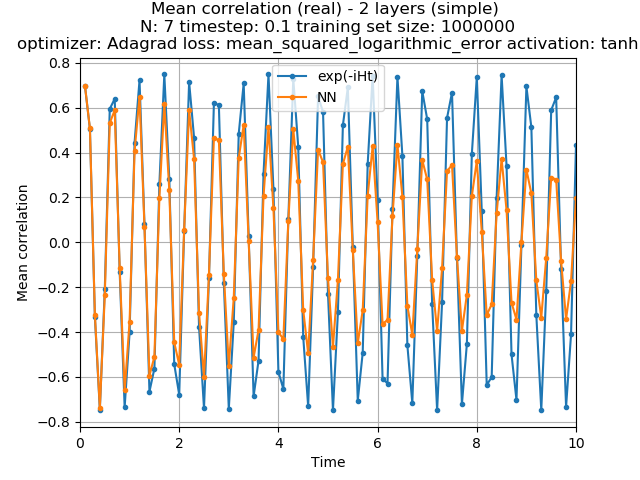 Mean correlation (real) - 2 layers (simple)
N: 7 timestep: 0.1 training set size: 1000000
optimizer: Adagrad loss: mean_squared_logarithmic_error activation: tanh
exp(-iHt)
NN
Mean correlation
0.8
0.6
0.4
0.2
0.0
−0.2
−0.4
−0.6
−0.8
0 2 4 6 8 10
Time